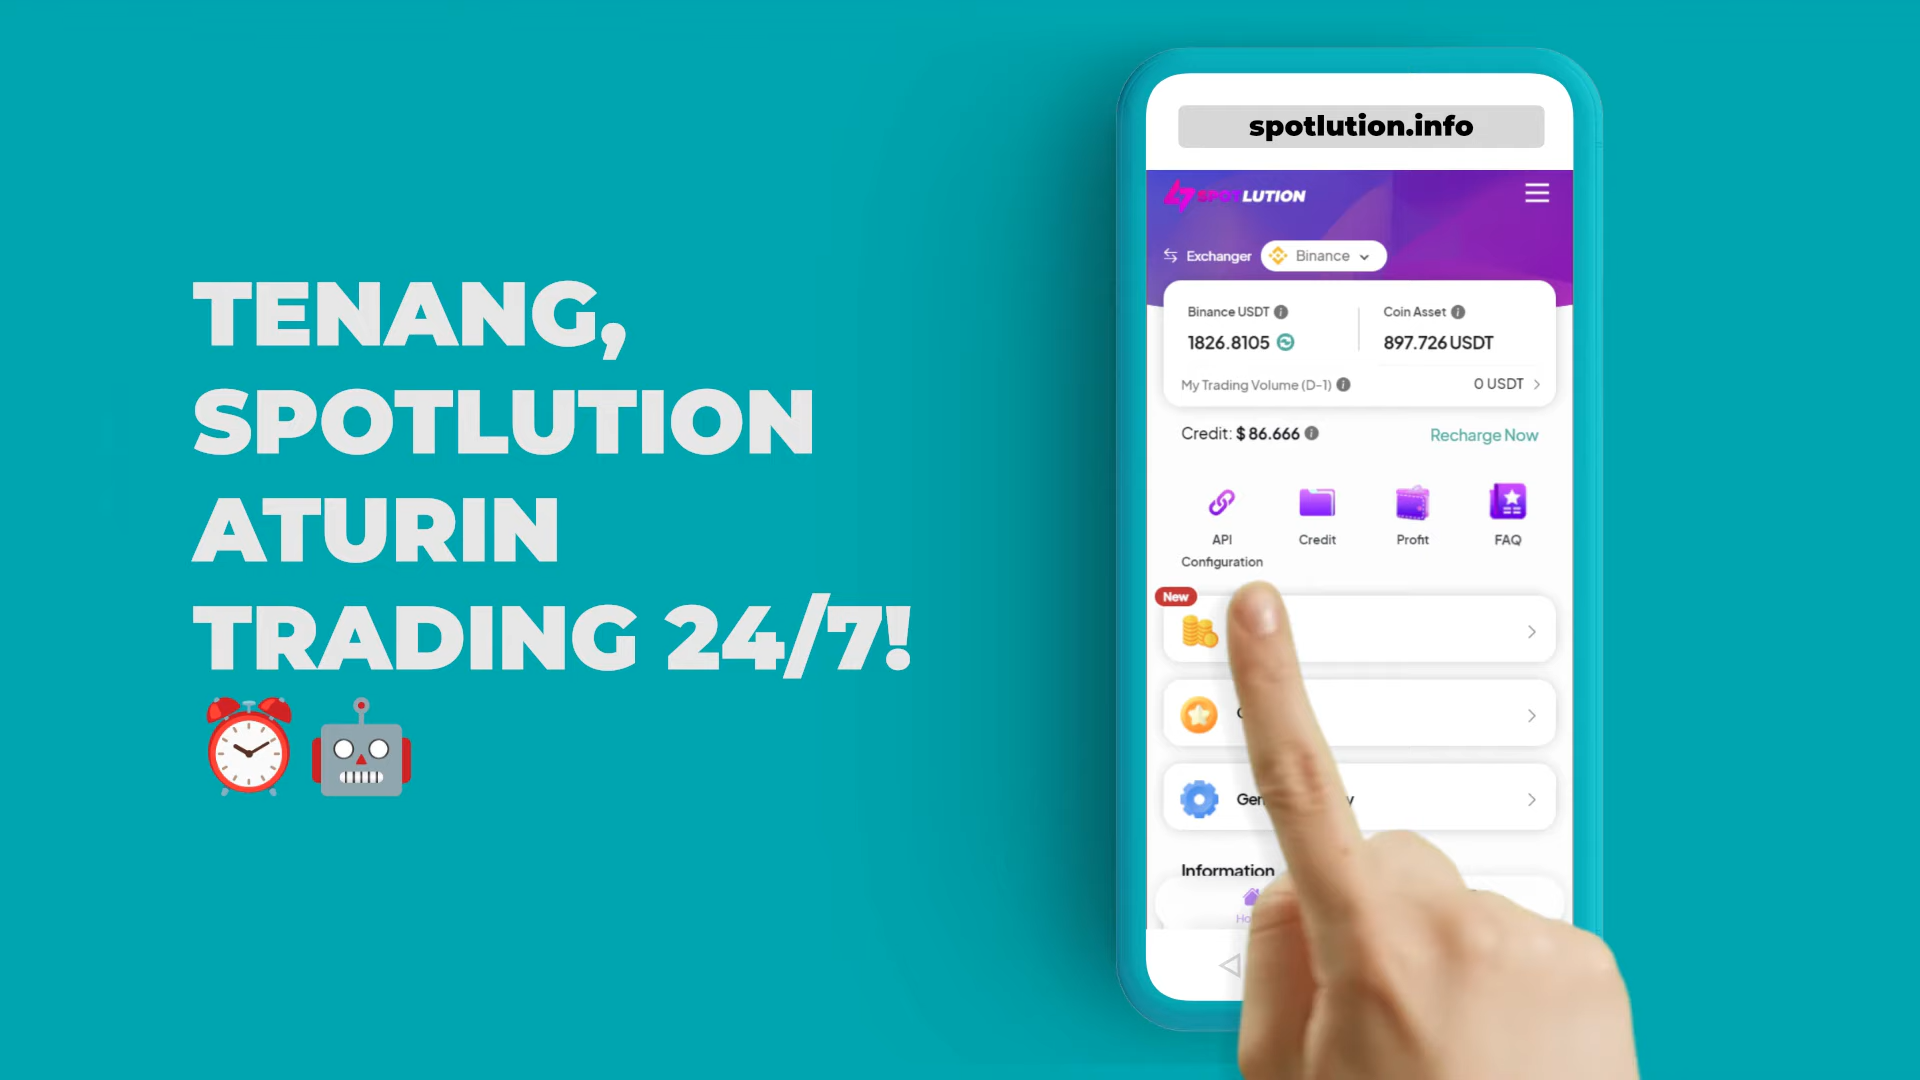 TENANG,
SPOTLUTION
ATURIN
TRADING 24/7!
spotlution.info
SPOTLUTION
Exchanger
Binance
Binance USDT
Coin Asset
1826.8105
897.726 USDT
My Trading Volume (D-1)
0 USDT
Credit: $ 86.666
Recharge Now
API
Configuration
Credit
Profit
FAQ
New
Information